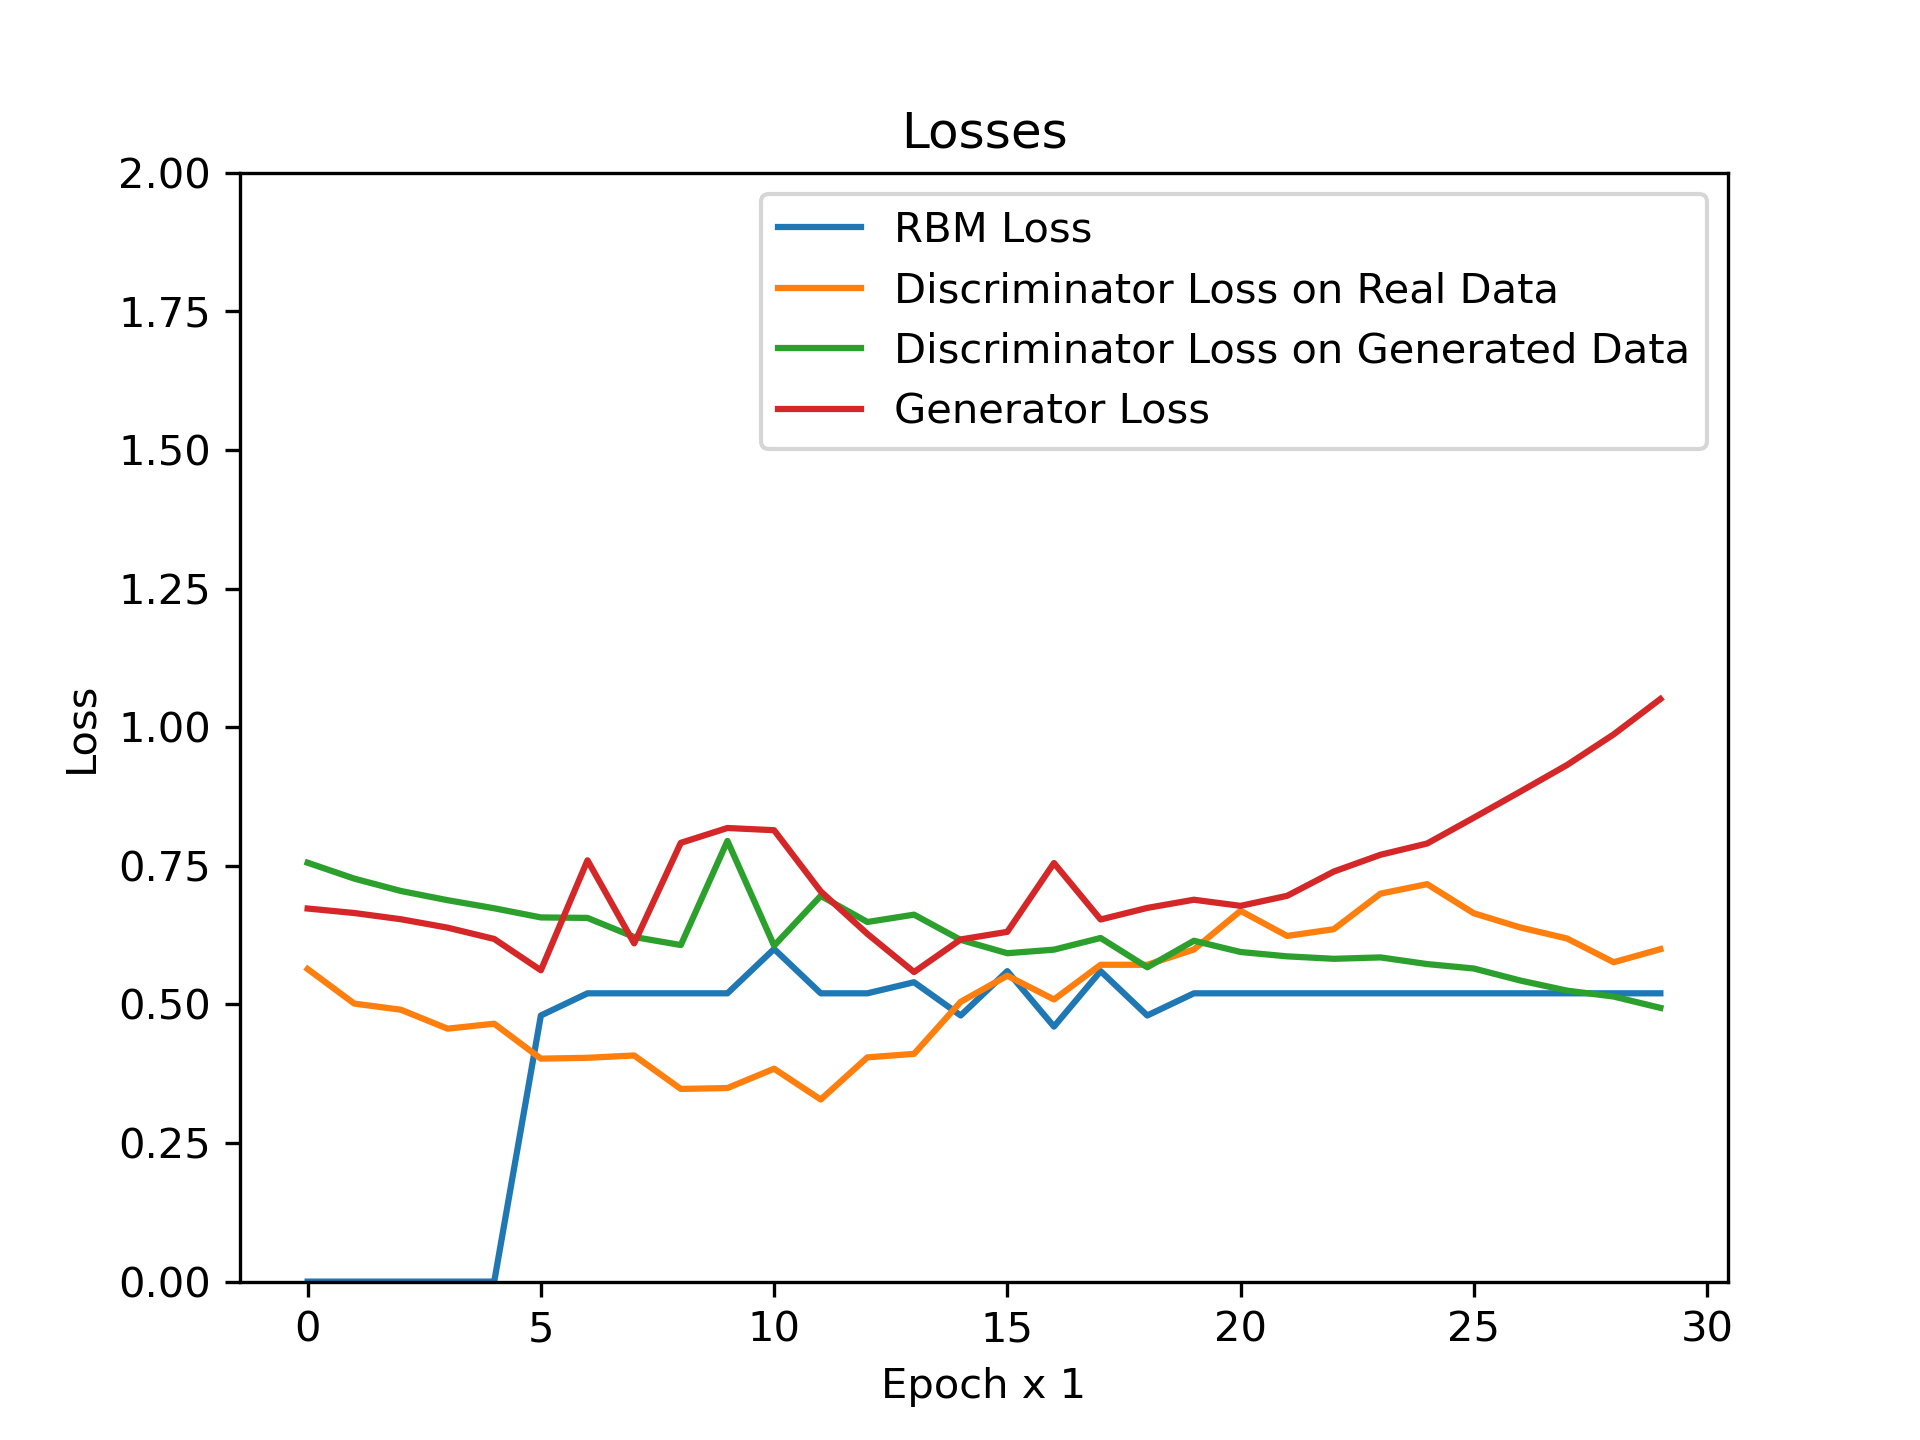 Losses
2.00
1.75
1.50
1.25
1.00
0.75
0.50
0.25
0.00
Loss
RBM Loss
Discriminator Loss on Real Data
Discriminator Loss on Generated Data
Generator Loss
0 5 10 15 20 25 30
Epoch x 1